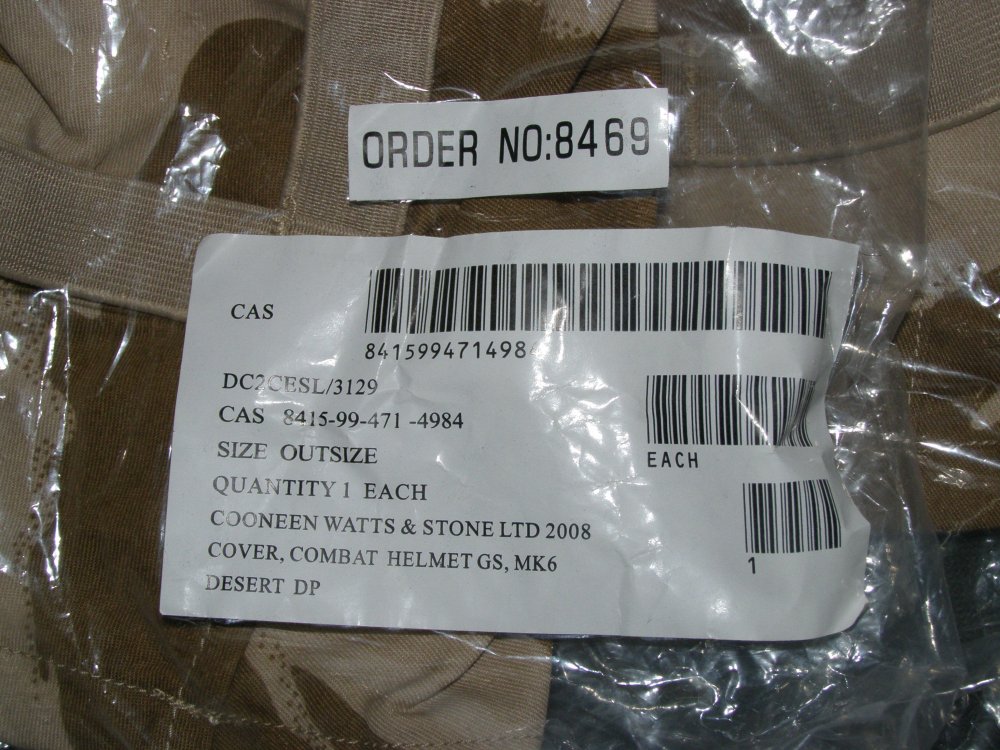 ORDER NO:8469
CAS
8415994714984
DC2CESL/3129
CAS 8415-99-471 -4984
SIZE OUTSIZE
EACH
QUANTITY 1 EACH
COONEEN WATTS & STONE LTD 2008
COVER, COMBAT HELMET GS, MK6
1
DESERT DP